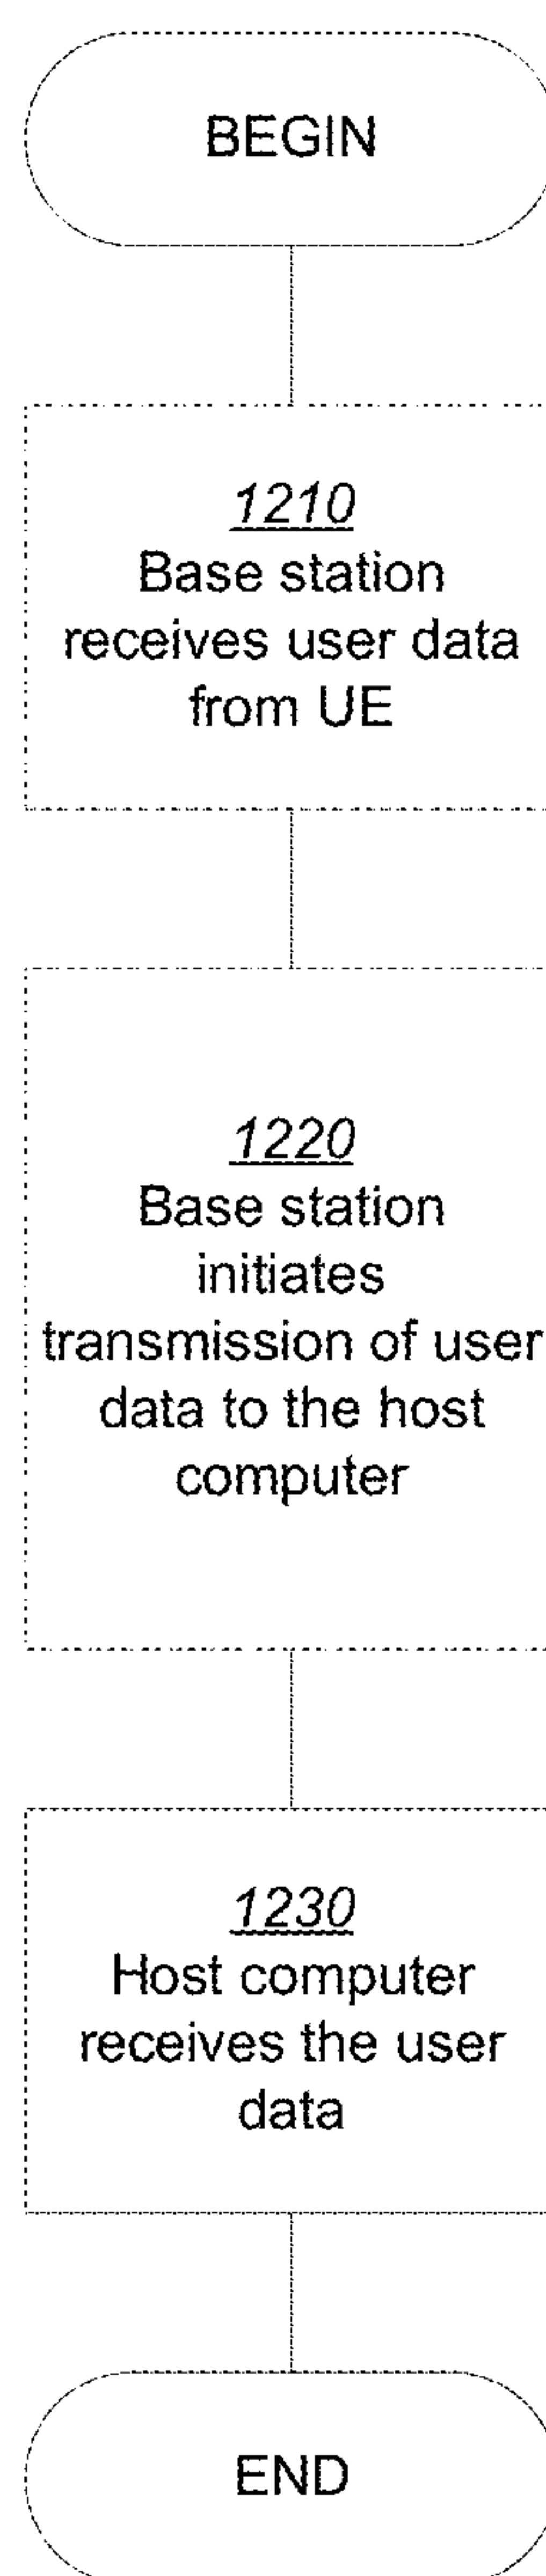 BEGIN
1210
Base station
receives user data
from UE
1220
Base station
initiates
transmission of user
data to the host
computer
1230
Host computer
receives the user
data
END